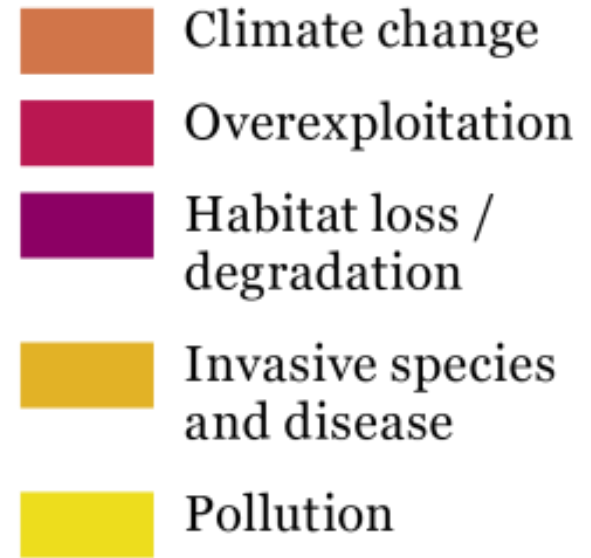 Climate change
Overexploitation
Habitat loss /
degradation
Invasive species
and disease
Pollution